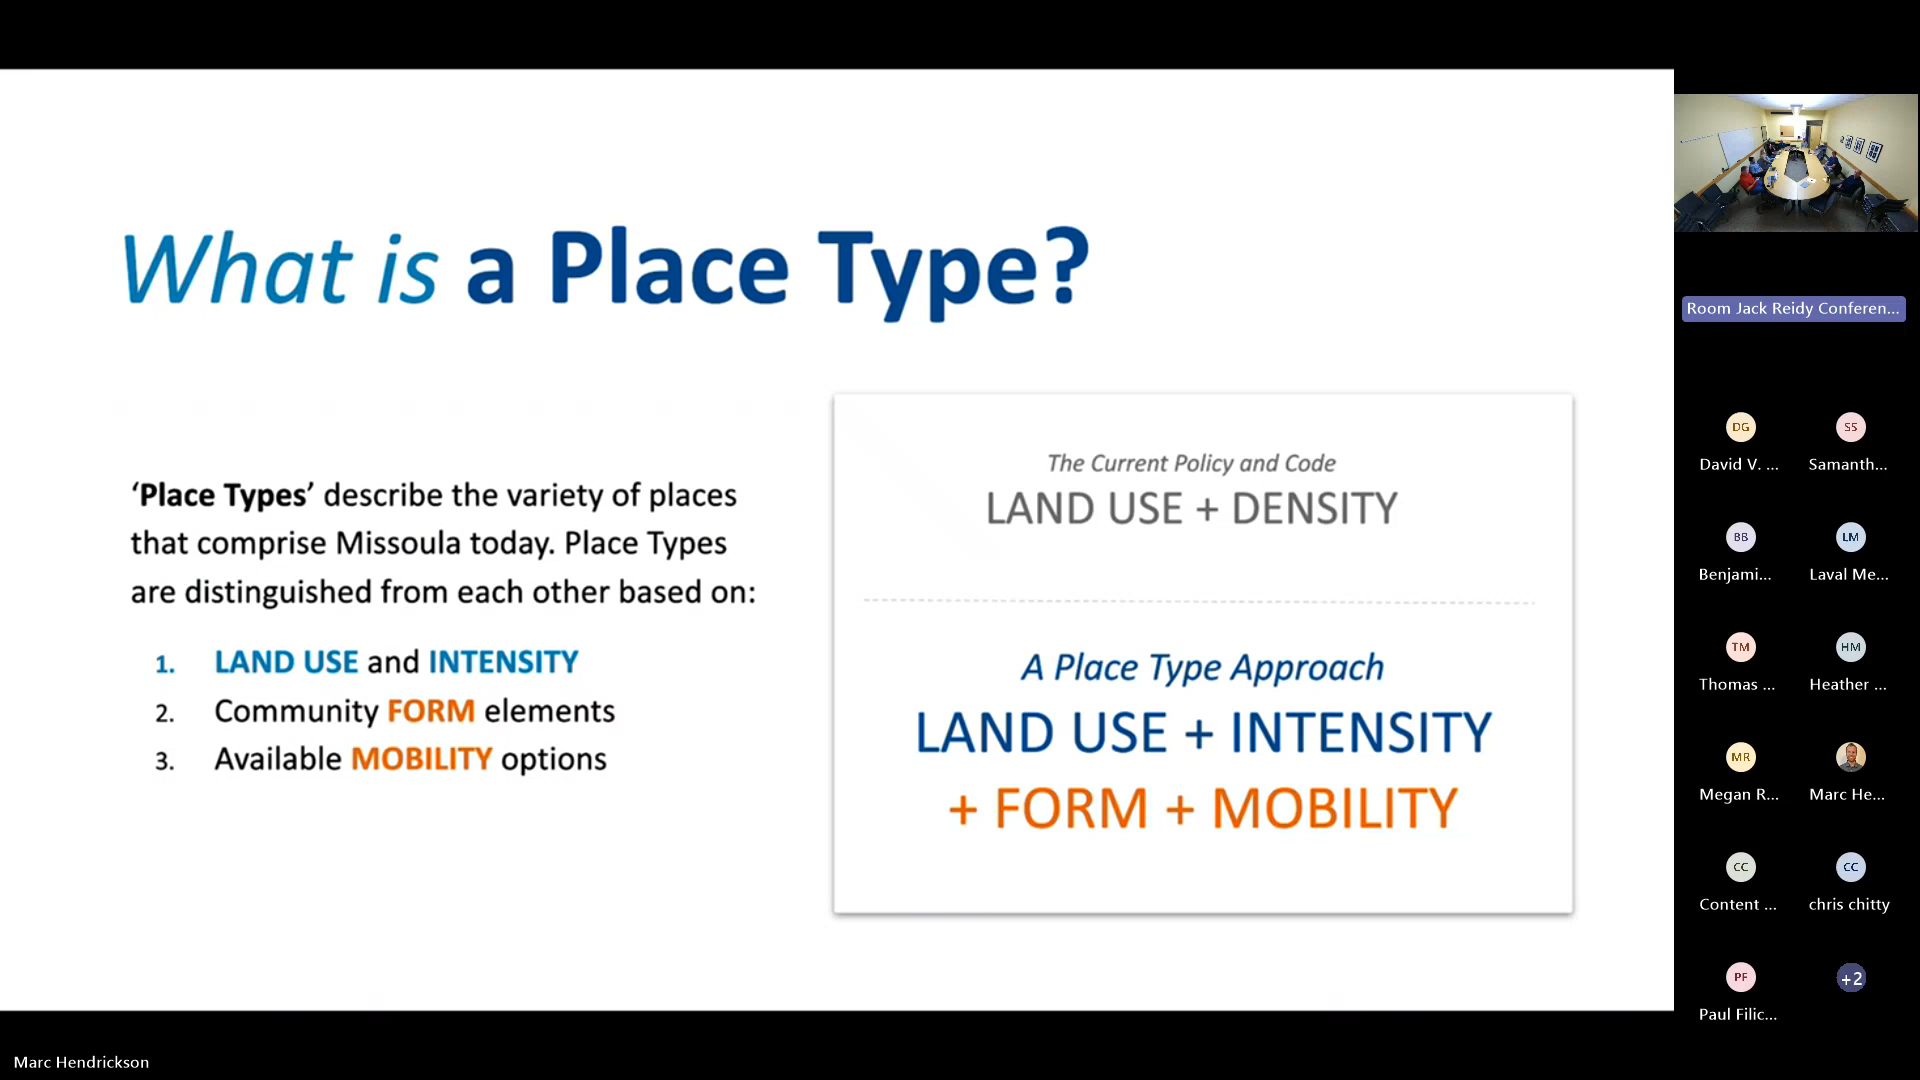 What is a Place Type?
‘Place Types’ describe the variety of places
that comprise Missoula today. Place Types
are distinguished from each other based on:
1. LAND USE and INTENSITY
2. Community FORM elements
3. Available MOBILITY options
The Current Policy and Code
LAND USE + DENSITY
A Place Type Approach
LAND USE + INTENSITY
+ FORM + MOBILITY
Room Jack Reidy Conferen...
DG
SS
David V. ...
Samanth...
BB
LM
Benjami...
Laval Me...
TM
HM
Thomas ...
Heather ...
MR
Megan R...
Marc He...
CC
CC
Content ...
chris chitty
PF
+2
Paul Filic...
Marc Hendrickson